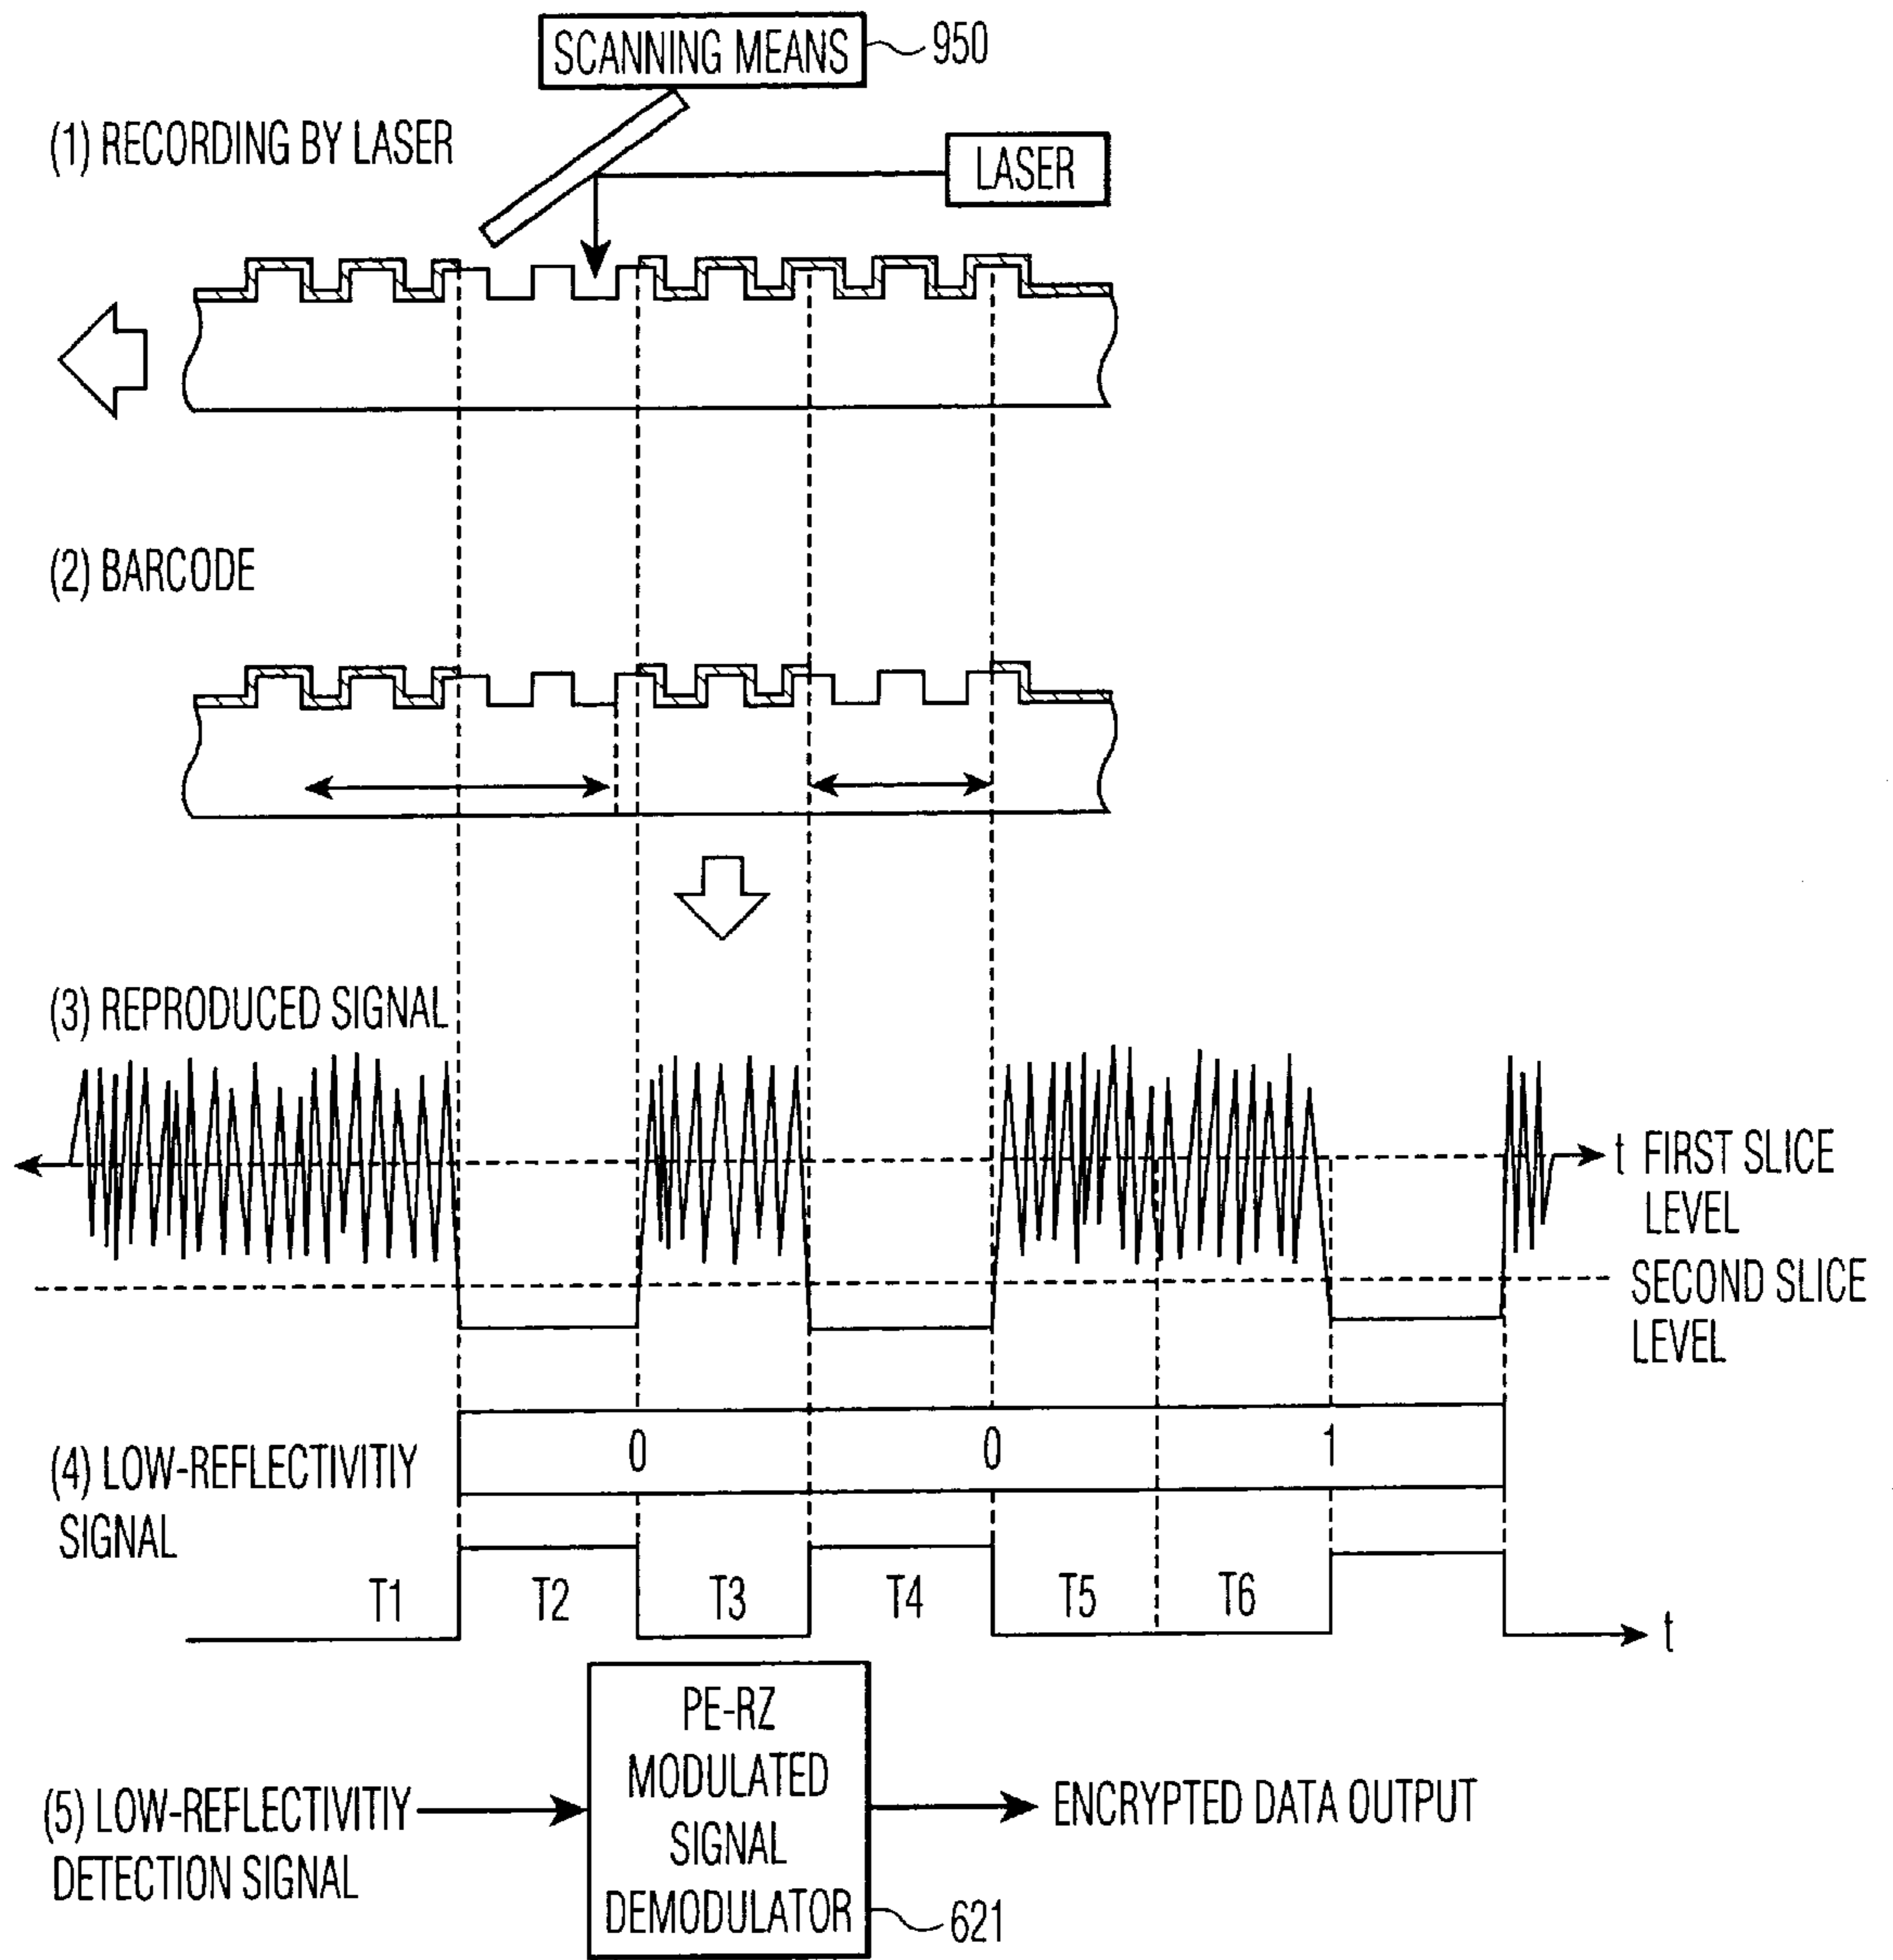 SCANNING MEANS
950
(1) RECORDING BY LASER
LASER
(2) BARCODE
(3) REPRODUCED SIGNAL
t FIRST SLICE
LEVEL
SECOND SLICE
LEVEL
0 0 1
(4) LOW-REFLECTIVITIY
SIGNAL
T1 T2 T3 T4 T5 T6
t
PE-RZ
MODULATED
SIGNAL
DEMODULATOR
621
(5) LOW-REFLECTIVITIY
DETECTION SIGNAL
ENCRYPTED DATA OUTPUT